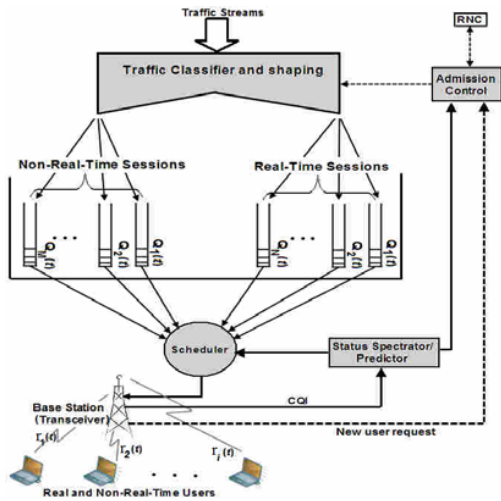 Traffic Streams
RNC
Traffic Classifier and shaping
Admission
Control
Non-Real-Time Sessions
Real-Time Sessions
Q_M(t)
. . .
Q_2(t)
Q_1(t)
Q_N(t)
. . .
Q_2(t)
Q_1(t)
Scheduler
Status Spectrator/
Predictor
CQI
Base Station
(Transceiver)
New user request
Γ_1(t)
Γ_2(t)
Γ_i(t)
. . . .
Real and Non-Real-Time Users